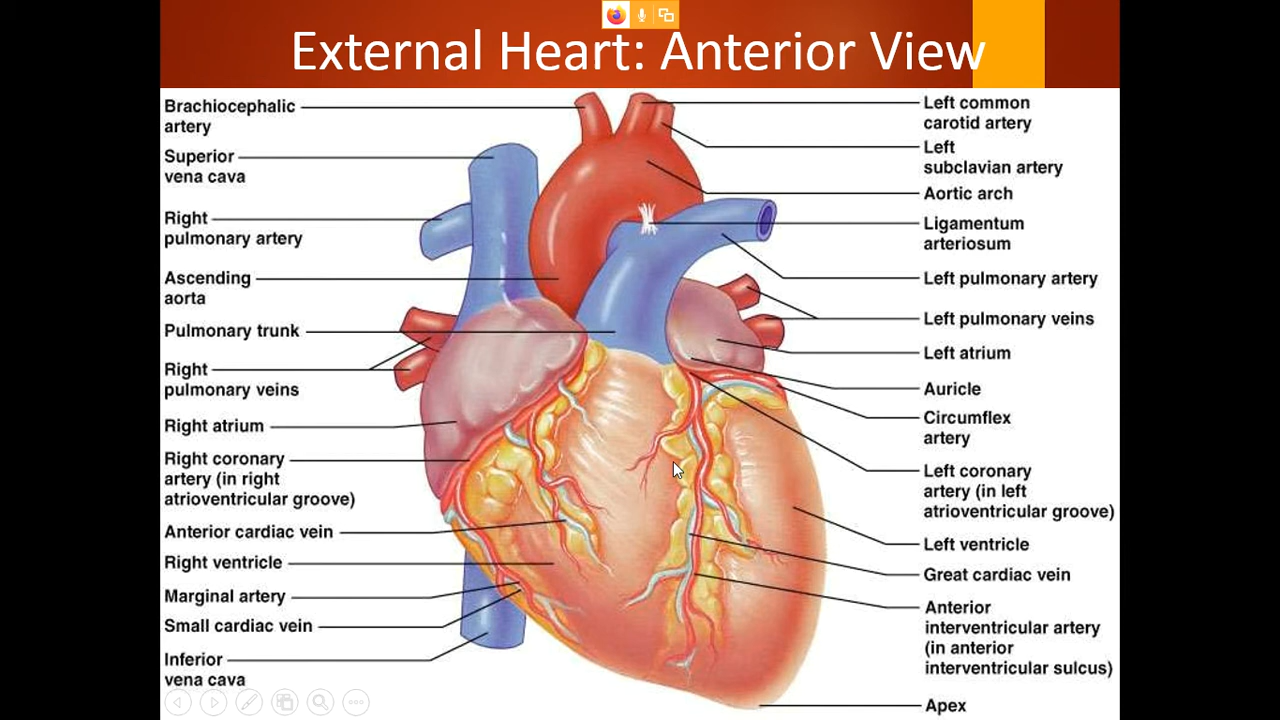 External Heart: Anterior View
Brachiocephalic
artery
Superior
vena cava
Right
pulmonary artery
Ascending
aorta
Pulmonary trunk
Right
pulmonary veins
Right atrium
Right coronary
artery (in right
atrioventricular groove)
Anterior cardiac vein
Right ventricle
Marginal artery
Small cardiac vein
Inferior
vena cava
Left common
carotid artery
Left
subclavian artery
Aortic arch
Ligamentum
arteriosum
Left pulmonary artery
Left pulmonary veins
Left atrium
Auricle
Circumflex
artery
Left coronary
artery (in left
atrioventricular groove)
Left ventricle
Great cardiac vein
Anterior
interventricular artery
(in anterior
interventricular sulcus)
Apex